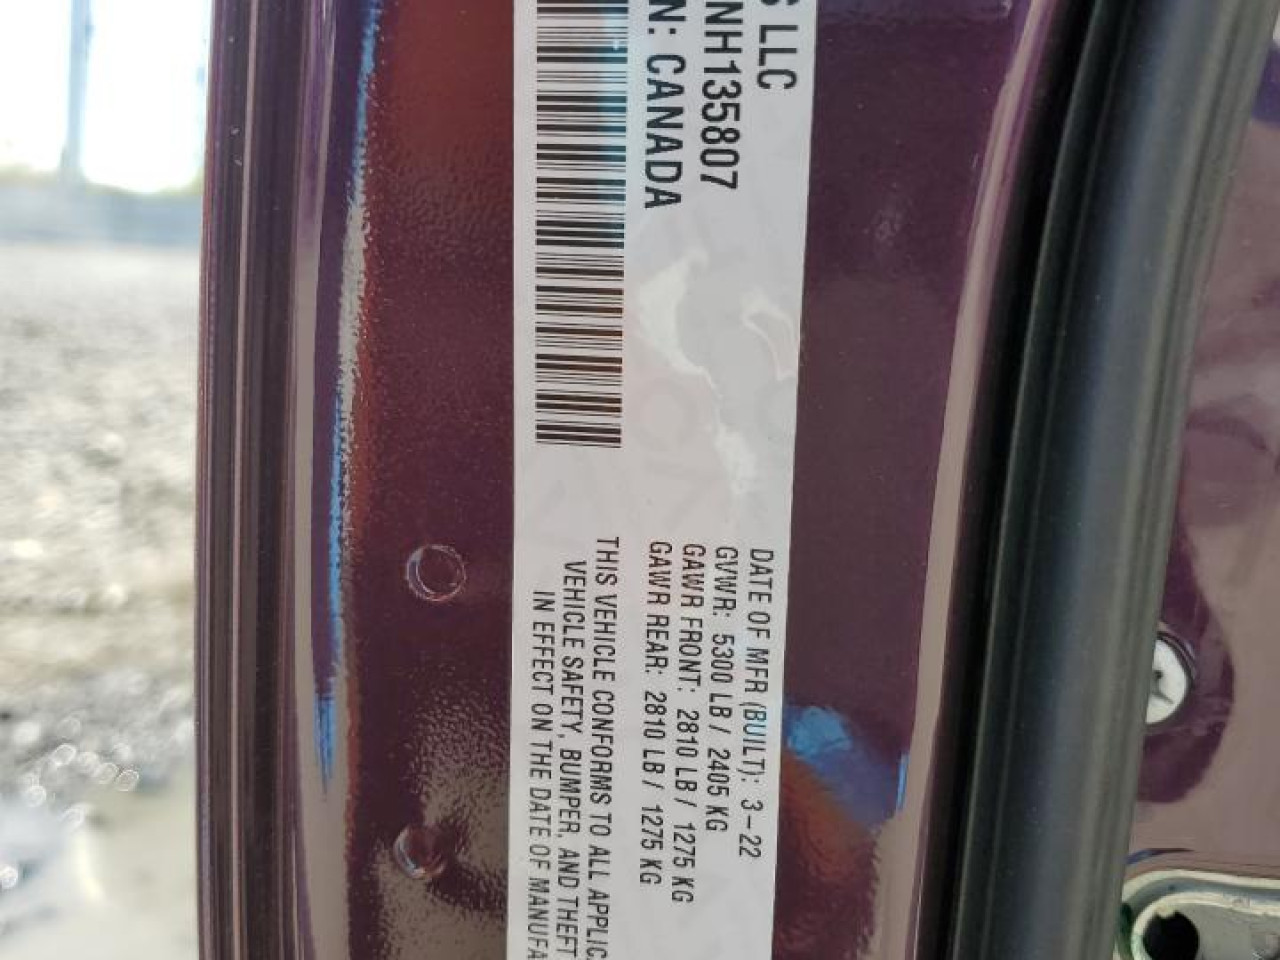 S LLC
NH135807
N: CANADA
DATE OF MFR (BUILT): 3-22
GVWR: 5300 LB / 2405 KG
GAWR FRONT: 2810 LB / 1275 KG
GAWR REAR: 2810 LB / 1275 KG
THIS VEHICLE CONFORMS TO ALL APPLIC
VEHICLE SAFETY, BUMPER, AND THEFT
IN EFFECT ON THE DATE OF MANUFA